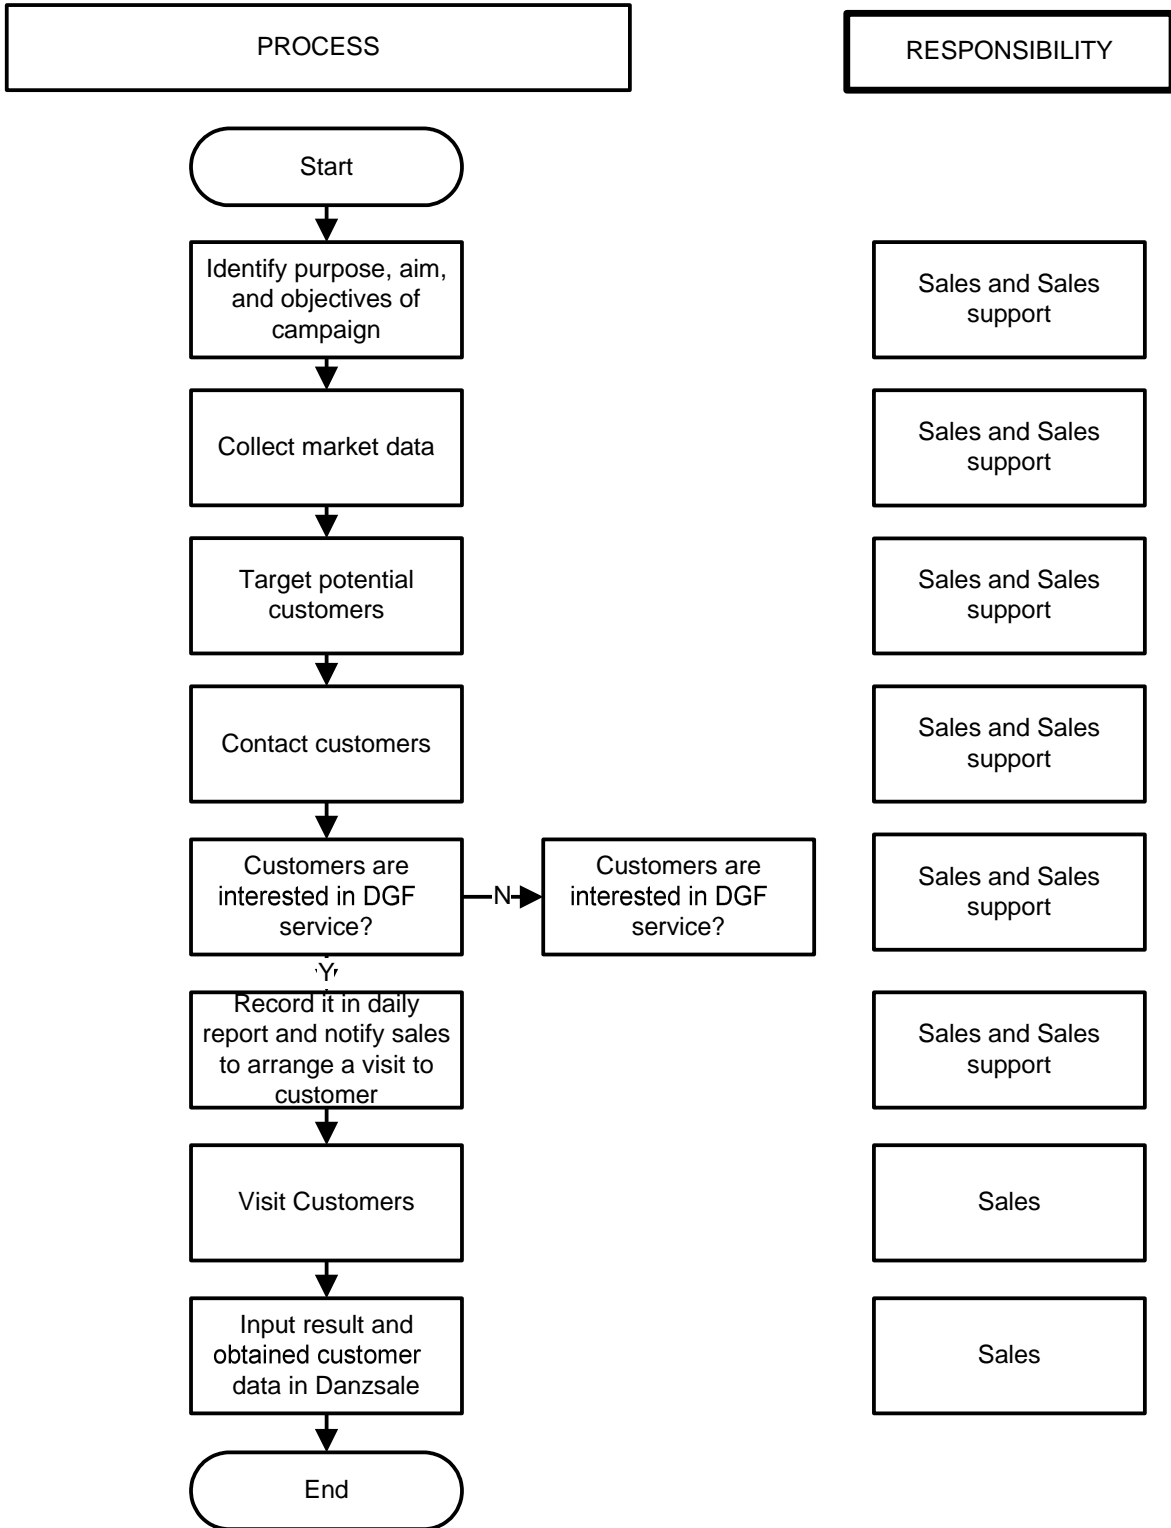 PROCESS
RESPONSIBILITY
Start
Identify purpose, aim,
and objectives of
campaign
Sales and Sales
support
Collect market data
Sales and Sales
support
Target potential
customers
Sales and Sales
support
Contact customers
Sales and Sales
support
Customers are
interested in DGF
service?
N
Customers are
interested in DGF
service?
Sales and Sales
support
Y
Record it in daily
report and notify sales
to arrange a visit to
customer
Sales and Sales
support
Visit Customers
Sales
Input result and
obtained customer
data in Danzsale
Sales
End